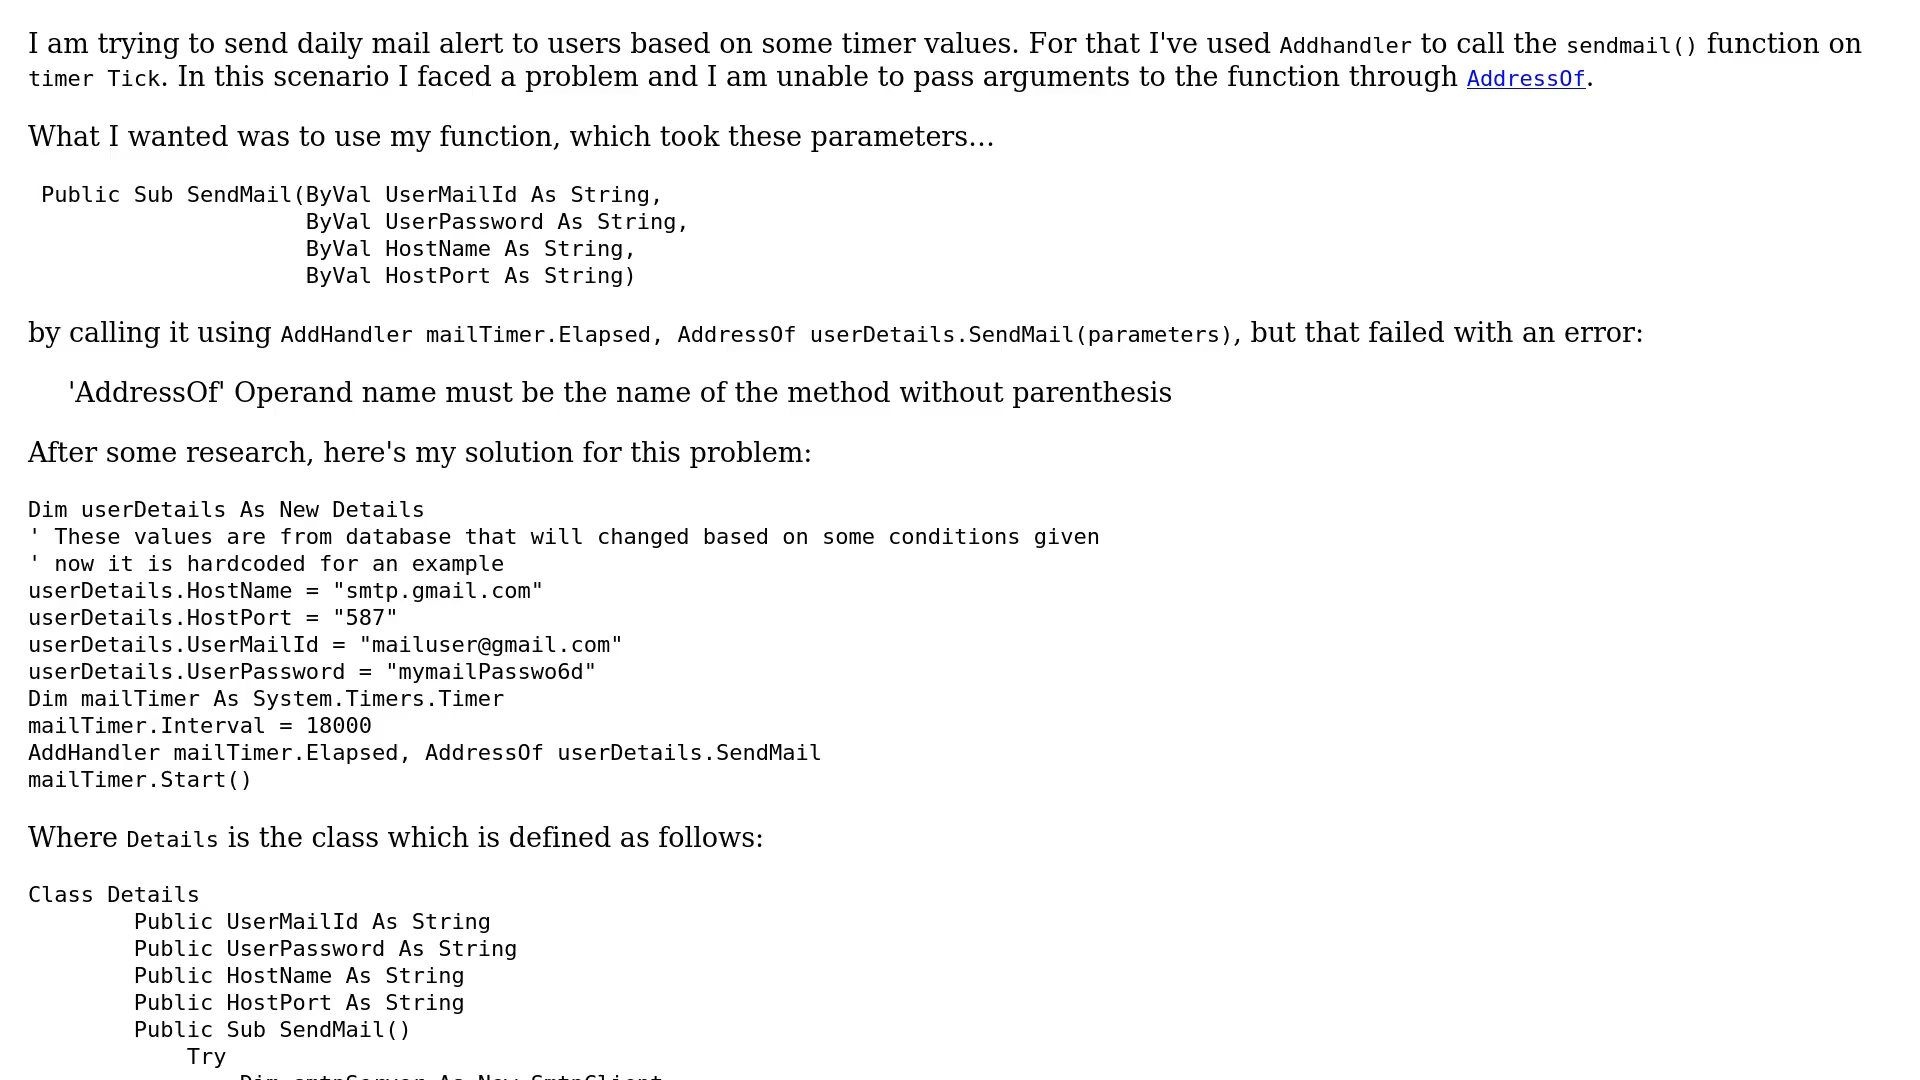 I am trying to send daily mail alert to users based on some timer values. For that I've used Addhandler to call the sendmail() function on
timer Tick. In this scenario I faced a problem and I am unable to pass arguments to the function through AddressOf.
What I wanted was to use my function, which took these parameters...
Public Sub SendMail(ByVal UserMailId As String,
ByVal UserPassword As String,
ByVal HostName As String,
ByVal HostPort As String)
by calling it using AddHandler mailTimer.Elapsed, AddressOf userDetails.SendMail(parameters), but that failed with an error:
'AddressOf' Operand name must be the name of the method without parenthesis
After some research, here's my solution for this problem:
Dim userDetails As New Details
' These values are from database that will changed based on some conditions given
' now it is hardcoded for an example
userDetails.HostName = "smtp.gmail.com"
userDetails.HostPort = "587"
userDetails.UserMailId = "mailuser@gmail.com"
userDetails.UserPassword = "mymailPasswo6d"
Dim mailTimer As System.Timers.Timer
mailTimer.Interval = 18000
AddHandler mailTimer.Elapsed, AddressOf userDetails.SendMail
mailTimer.Start()
Where Details is the class which is defined as follows:
Class Details
Public UserMailId As String
Public UserPassword As String
Public HostName As String
Public HostPort As String
Public Sub SendMail()
Try
Dim smtpServer As New SmtpClient